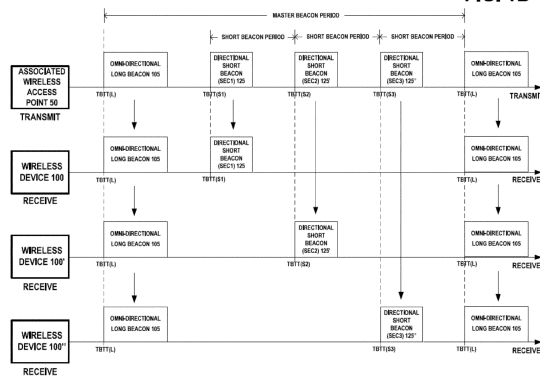 MASTER BEACON PERIOD
SHORT BEACON PERIOD
SHORT BEACON PERIOD
SHORT BEACON PERIOD
ASSOCIATED
WIRELESS
ACCESS
POINT 50
TRANSMIT
OMNI-DIRECTIONAL
LONG BEACON 105
DIRECTIONAL
SHORT
BEACON
(SEC1) 125
DIRECTIONAL
SHORT BEACON
(SEC2) 125'
DIRECTIONAL
SHORT
BEACON
(SEC3) 125"
OMNI-DIRECTIONAL
LONG BEACON 105
TBTT(L)
TBTT(S1)
TBTT(S2)
TBTT(S3)
TBTT(L)
TRANSMIT
WIRELESS
DEVICE 100
RECEIVE
OMNI-DIRECTIONAL
LONG BEACON 105
DIRECTIONAL
SHORT
BEACON
(SEC1) 125
OMNI-DIRECTIONAL
LONG BEACON 105
TBTT(L)
TBTT(S1)
TBTT(L)
RECEIVE
WIRELESS
DEVICE 100'
RECEIVE
OMNI-DIRECTIONAL
LONG BEACON 105
DIRECTIONAL
SHORT
BEACON
(SEC2) 125'
OMNI-DIRECTIONAL
LONG BEACON 105
TBTT(L)
TBTT(S2)
TBTT(L)
RECEIVE
WIRELESS
DEVICE 100"
RECEIVE
OMNI-DIRECTIONAL
LONG BEACON 105
DIRECTIONAL
SHORT
BEACON
(SEC3) 125"
OMNI-DIRECTIONAL
LONG BEACON 105
TBTT(L)
TBTT(S3)
TBTT(L)
RECEIVE